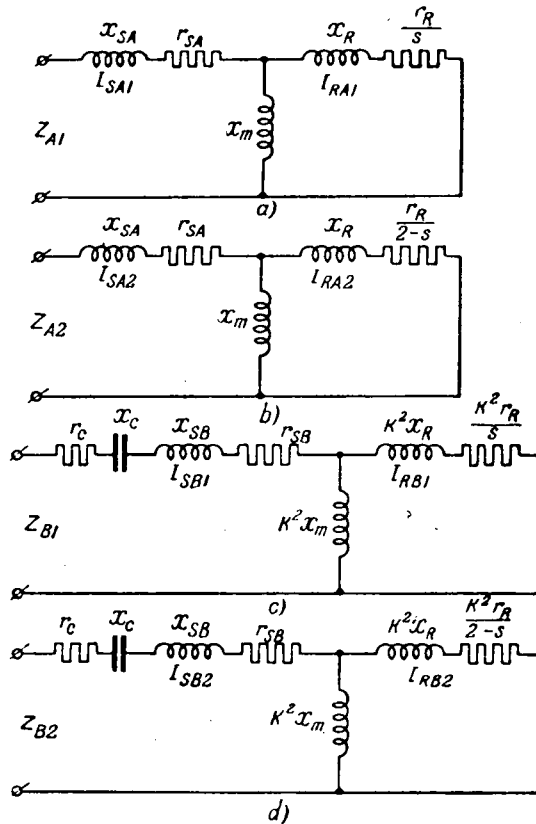 x_SA r_SA x_R r_R/s
I_SA1 I_RA1
Z_A1 x_m
a)
x_SA r_SA x_R r_R/2-s
I_SA2 I_RA2
Z_A2 x_m
b)
r_C x_C x_SB r_SB K²x_R K²r_R/s
I_SB1 I_RB1
Z_B1 K²x_m
c)
r_C x_C x_SB r_SB K²x_R K²r_R/2-s
I_SB2 I_RB2
Z_B2 K²x_m
d)